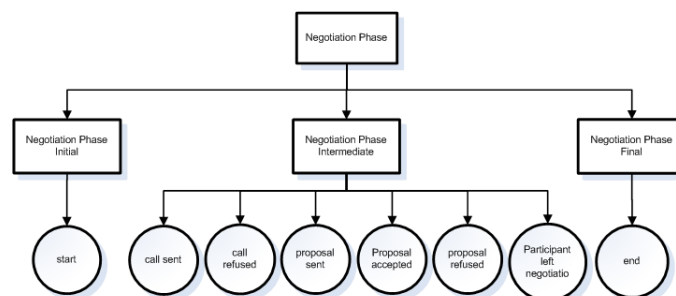 Negotiation Phase
Negotiation Phase
Initial
Negotiation Phase
Intermediate
Negotiation Phase
Final
start
call sent
call
refused
proposal
sent
Proposal
accepted
proposal
refused
Participant
left
negotiatio
end